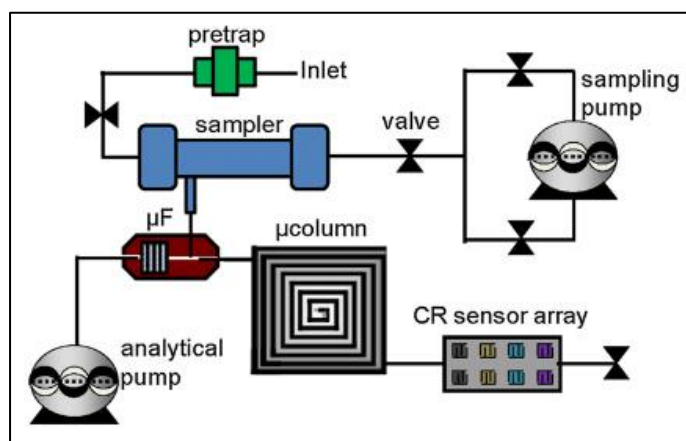 pretrap
Inlet
sampler
valve
sampling
pump
µF
µcolumn
CR sensor array
analytical
pump